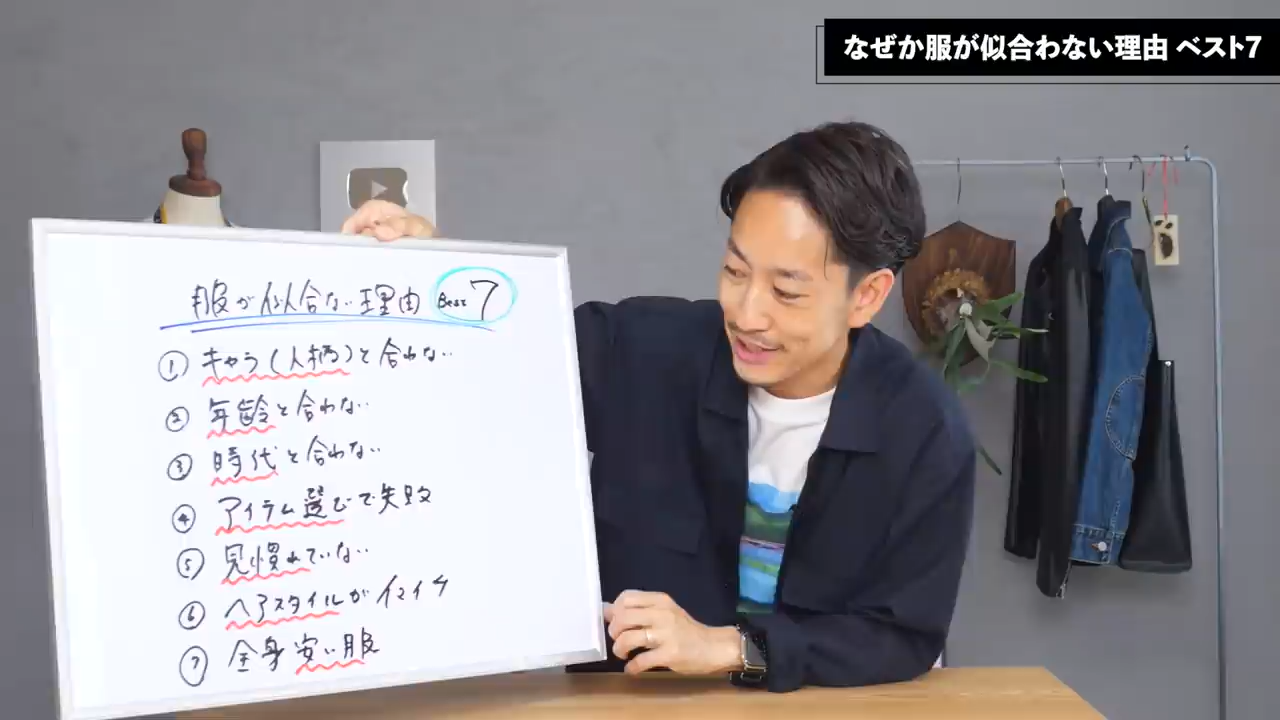 なぜか服が似合わない理由 ベスト7
服が似合ない理由 Best 7
① キャラ(人柄)と合わない
② 年齢と合わない
③ 時代と合わない
④ アイテム選びで失敗
⑤ 見慣れていない
⑥ ヘアスタイルがイマイチ
⑦ 全身安い服